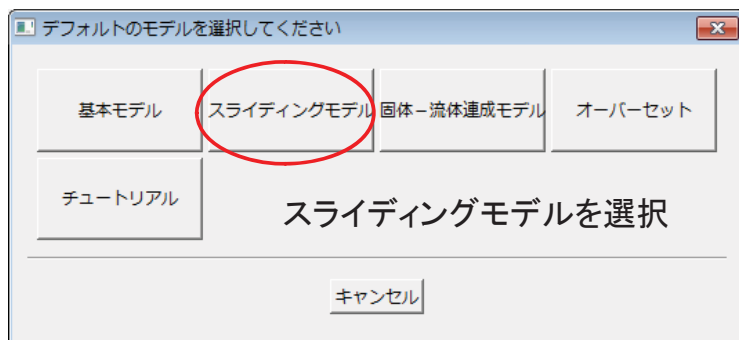 デフォルトのモデルを選択してください
基本モデル
スライディングモデル
固体－流体連成モデル
オーバーセット
チュートリアル
スライディングモデルを選択
キャンセル